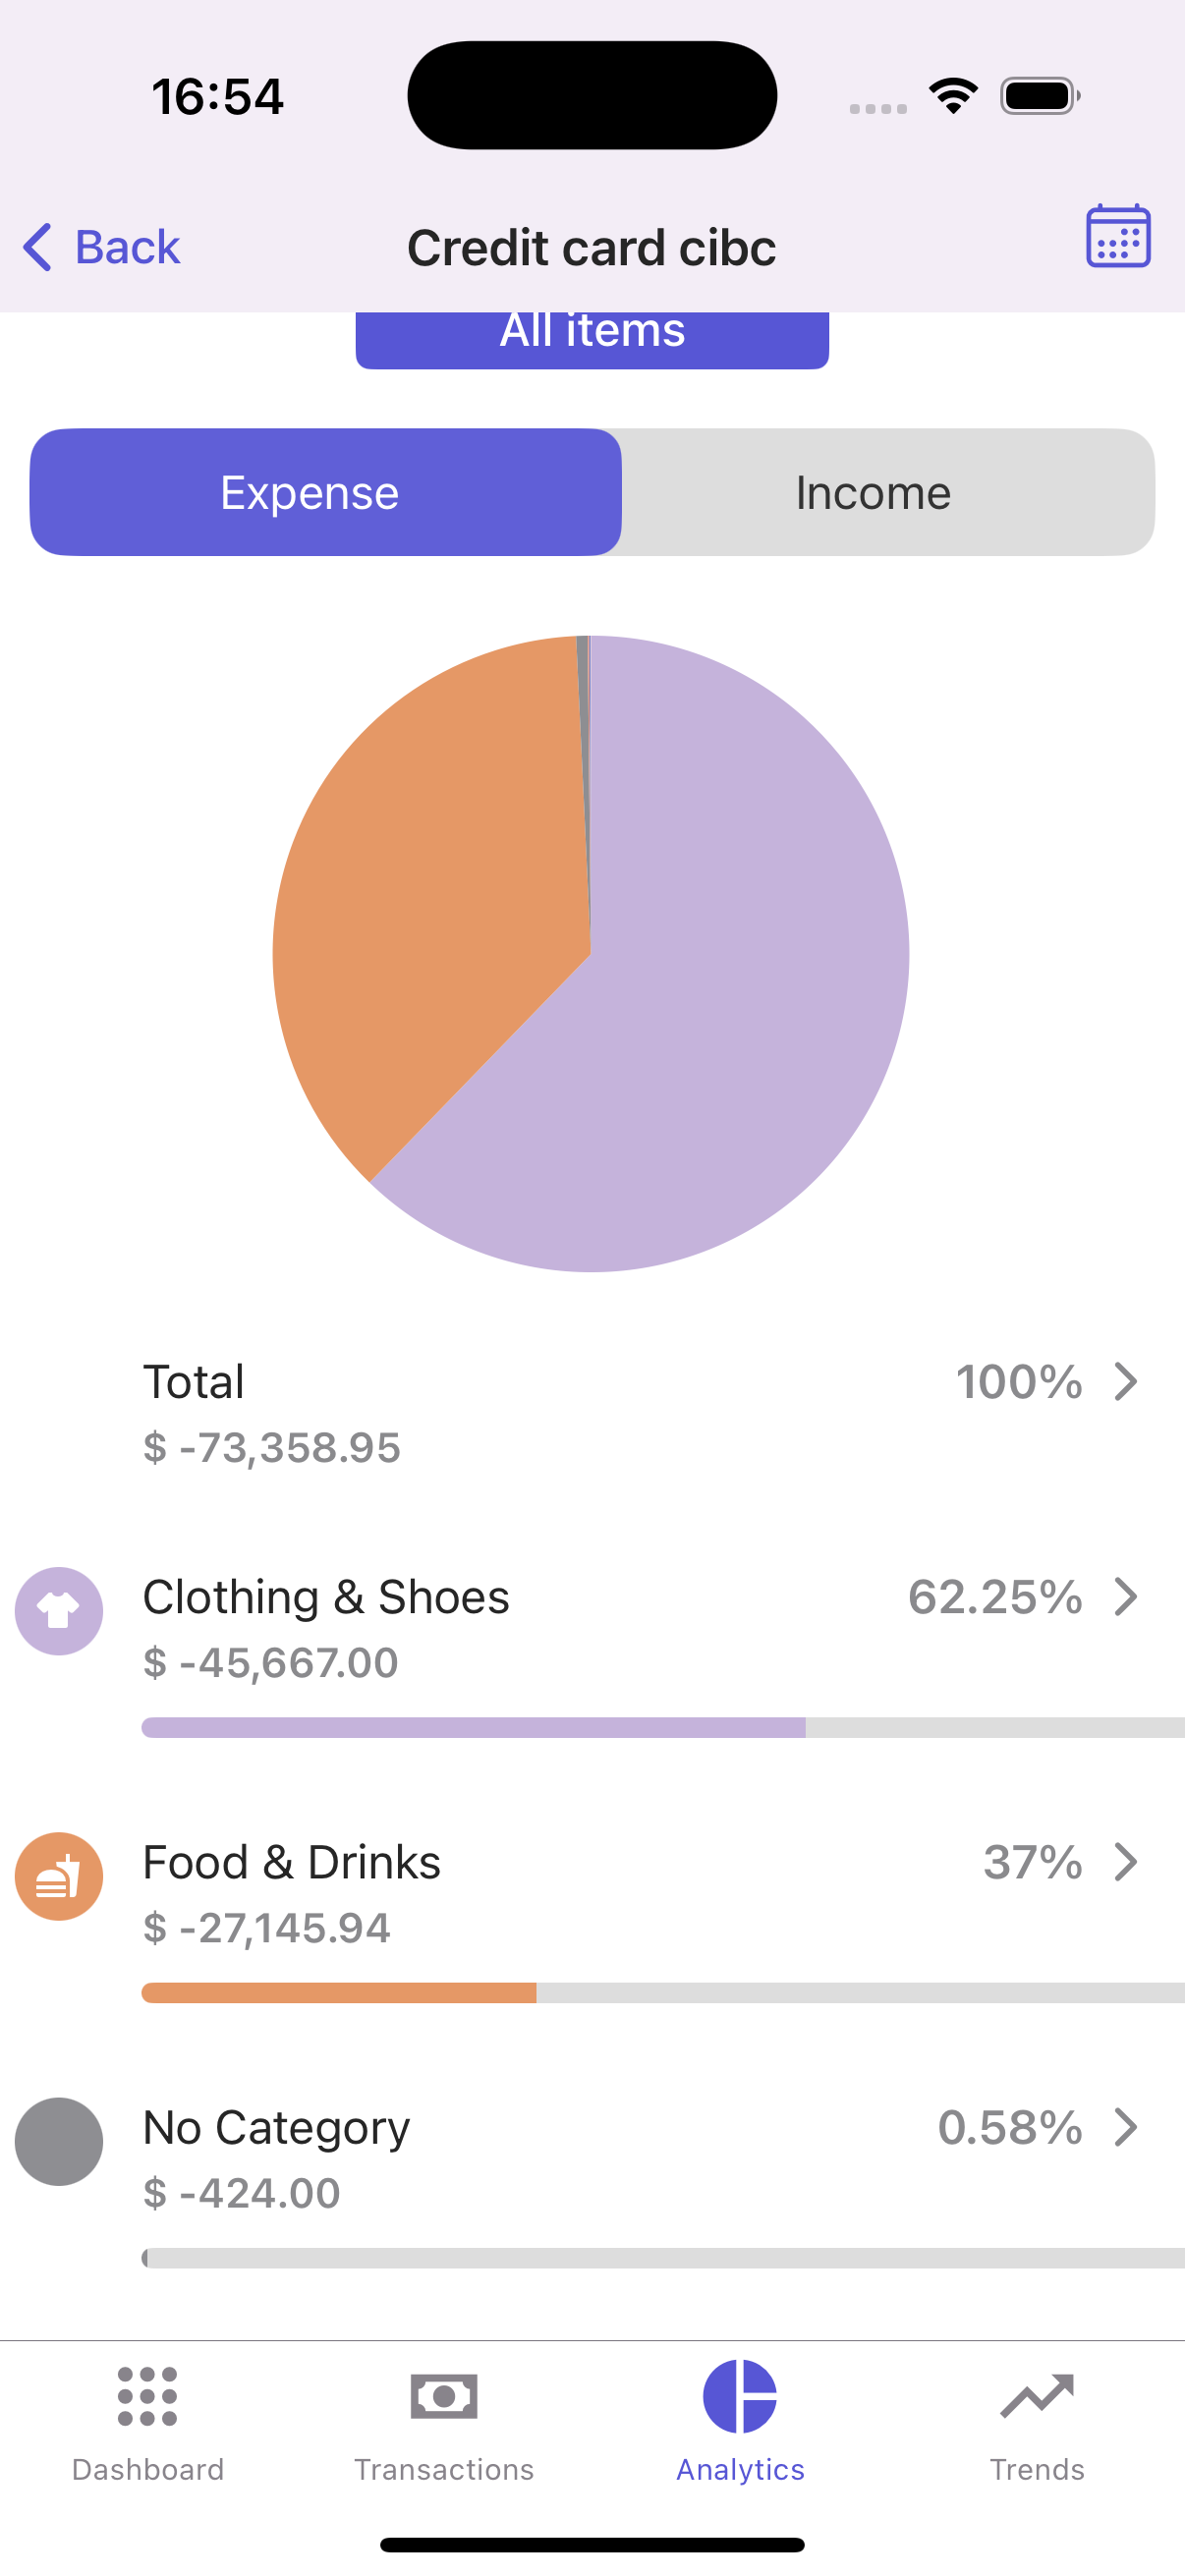 16:54
Back
Credit card cibc
All items
Expense
Income
Total
100%
$ -73,358.95
Clothing & Shoes
62.25%
$ -45,667.00
Food & Drinks
37%
$ -27,145.94
No Category
0.58%
$ -424.00
Dashboard
Transactions
Analytics
Trends